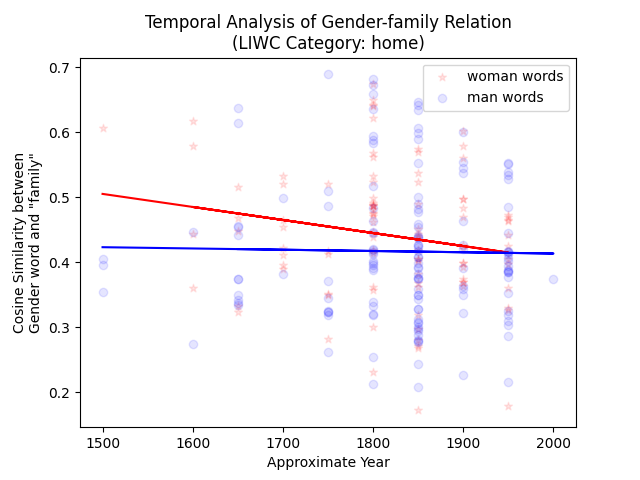 Temporal Analysis of Gender-family Relation
(LIWC Category: home)
woman words
man words
0.7
0.6
0.5
0.4
0.3
0.2
Cosine Similarity between
Gender word and "family"
1500 1600 1700 1800 1900 2000
Approximate Year